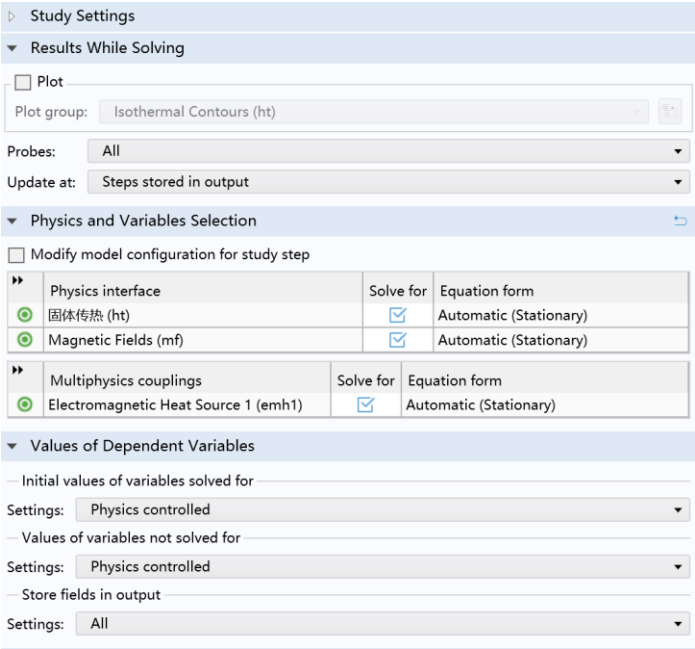 Study Settings
Results While Solving
Plot
Plot group: Isothermal Contours (ht)
Probes: All
Update at: Steps stored in output
Physics and Variables Selection
Modify model configuration for study step
Physics interface Solve for Equation form
固体传热 (ht) Automatic (Stationary)
Magnetic Fields (mf) Automatic (Stationary)
Multiphysics couplings Solve for Equation form
Electromagnetic Heat Source 1 (emh1) Automatic (Stationary)
Values of Dependent Variables
Initial values of variables solved for
Settings: Physics controlled
Values of variables not solved for
Settings: Physics controlled
Store fields in output
Settings: All